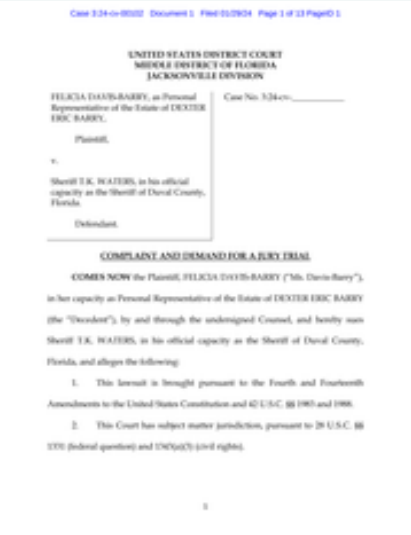 Case 3:24-cv-00102 Document 1 Filed 01/29/24 Page 1 of 13 PageID 1
UNITED STATES DISTRICT COURT
MIDDLE DISTRICT OF FLORIDA
JACKSONVILLE DIVISION
FELICIA DAVIS-BARRY, as Personal
Representative of the Estate of DEXTER
ERIC BARRY,
Plaintiff,
v.
Sheriff T.K. WATERS, in his official
capacity as the Sheriff of Duval County,
Florida.
Defendant.
Case No. 3:24-cv-
COMPLAINT AND DEMAND FOR A JURY TRIAL
COMES NOW the Plaintiff, FELICIA DAVIS-BARRY ("Ms. Davis-Barry"),
in her capacity as Personal Representative of the Estate of DEXTER ERIC BARRY
(the "Decedent"), by and through the undersigned Counsel, and hereby sues
Sheriff T.K. WATERS, in his official capacity as the Sheriff of Duval County,
Florida, and alleges the following:
1. This lawsuit is brought pursuant to the Fourth and Fourteenth
Amendments to the United States Constitution and 42 U.S.C. §§ 1983 and 1988.
2. This Court has subject matter jurisdiction, pursuant to 28 U.S.C. §§
1331 (federal question) and 1343(a)(3) (civil rights).
1